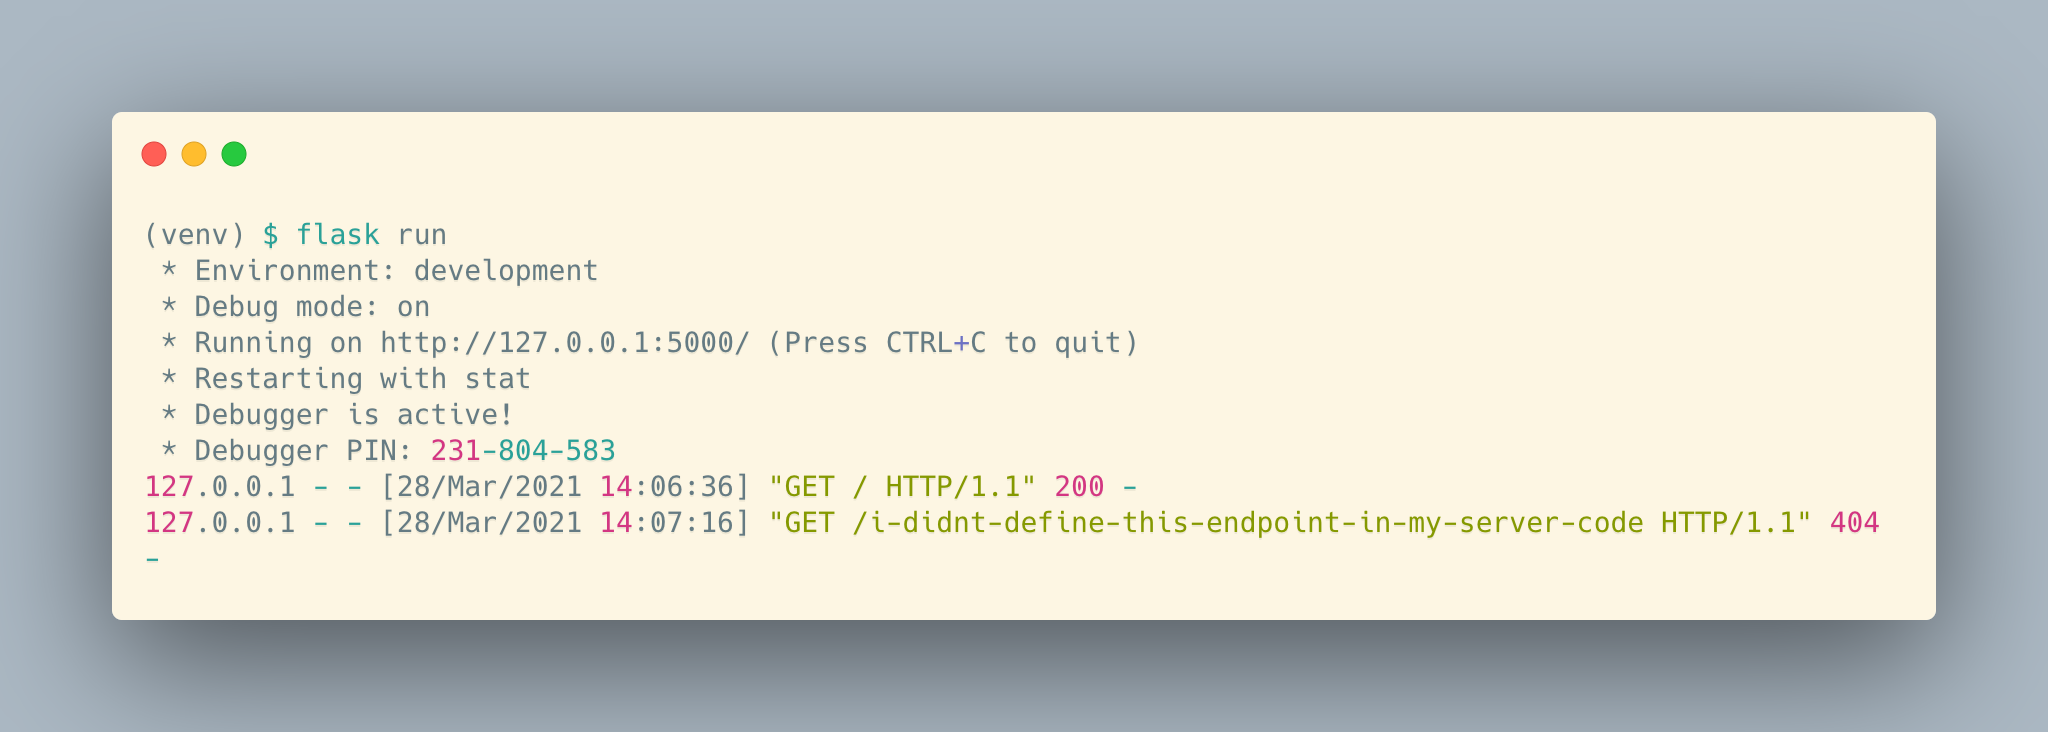 (venv) $ flask run
 * Environment: development
 * Debug mode: on
 * Running on http://127.0.0.1:5000/ (Press CTRL+C to quit)
 * Restarting with stat
 * Debugger is active!
 * Debugger PIN: 231-804-583
127.0.0.1 - - [28/Mar/2021 14:06:36] "GET / HTTP/1.1" 200 -
127.0.0.1 - - [28/Mar/2021 14:07:16] "GET /i-didnt-define-this-endpoint-in-my-server-code HTTP/1.1" 404
-